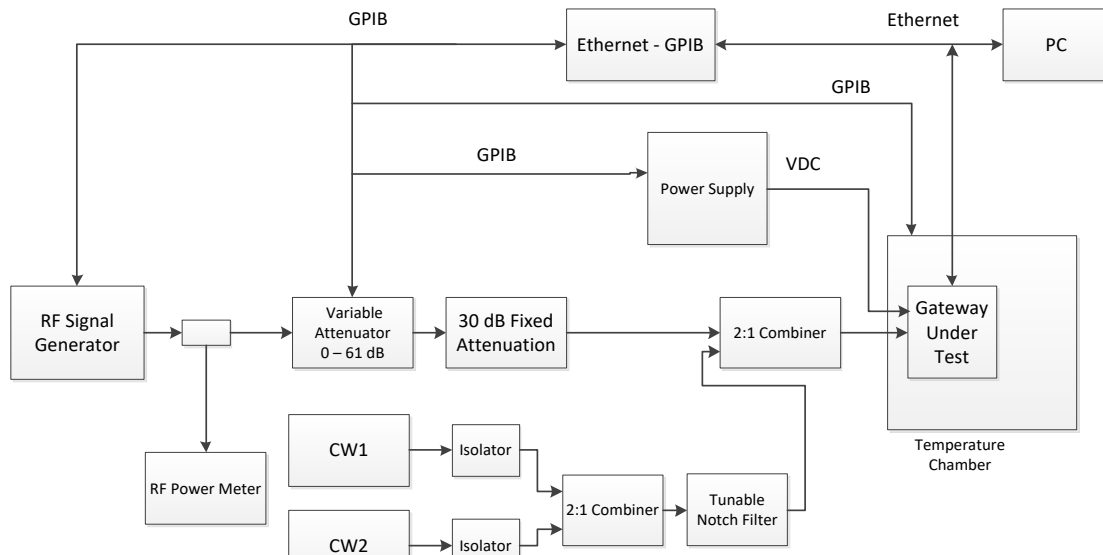 GPIB
Ethernet
Ethernet - GPIB
PC
GPIB
GPIB
VDC
Power Supply
RF Signal
Generator
Variable
Attenuator
0 – 61 dB
30 dB Fixed
Attenuation
2:1 Combiner
Gateway
Under
Test
Temperature
Chamber
CW1
Isolator
RF Power Meter
2:1 Combiner
Tunable
Notch Filter
CW2
Isolator